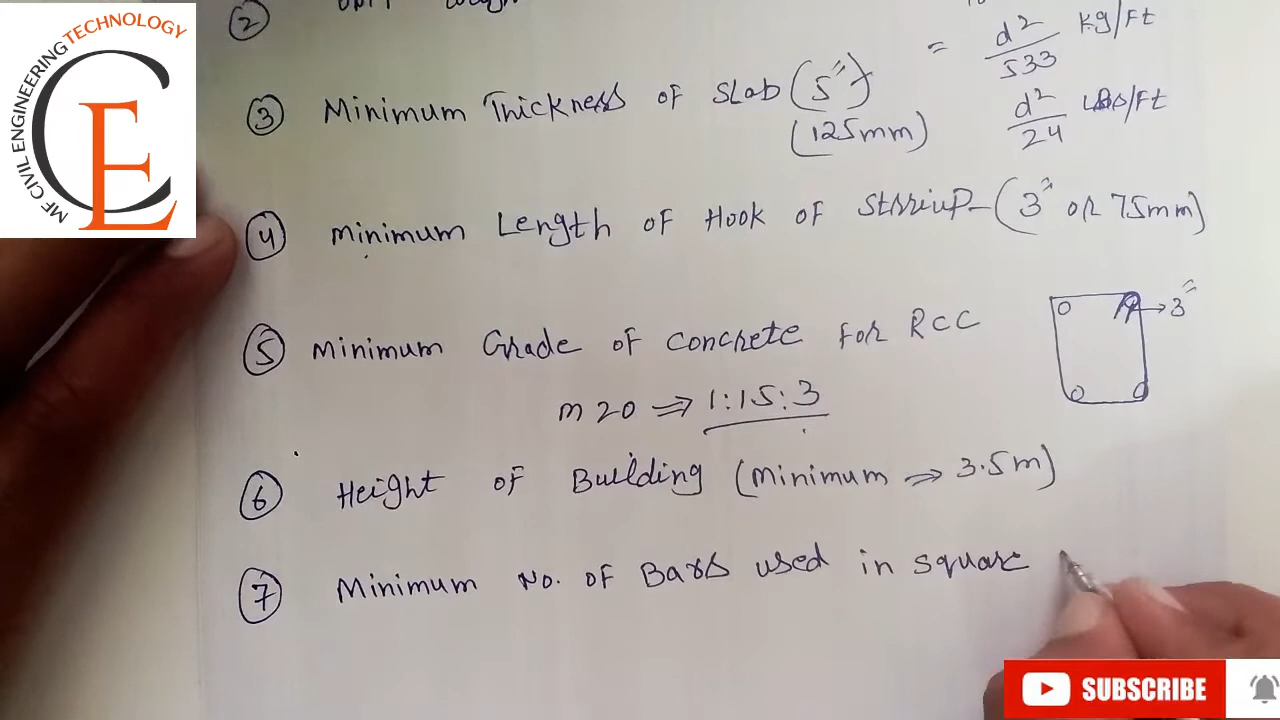 MF CIVIL ENGINEERING TECHNOLOGY
CE
②
= d²/533 Kg/Ft
③ Minimum Thickness of SLab (5")
(125mm)
d²/24 LBS/Ft
④ minimum Length of Hook of Strriup-(3" or 75mm)
3"
⑤ Minimum Grade of concrete for RCC
m20 ⇒ 1:1.5:3
⑥ Height of Building (minimum ⇒ 3.5m)
⑦ Minimum No. of Bars used in square
SUBSCRIBE